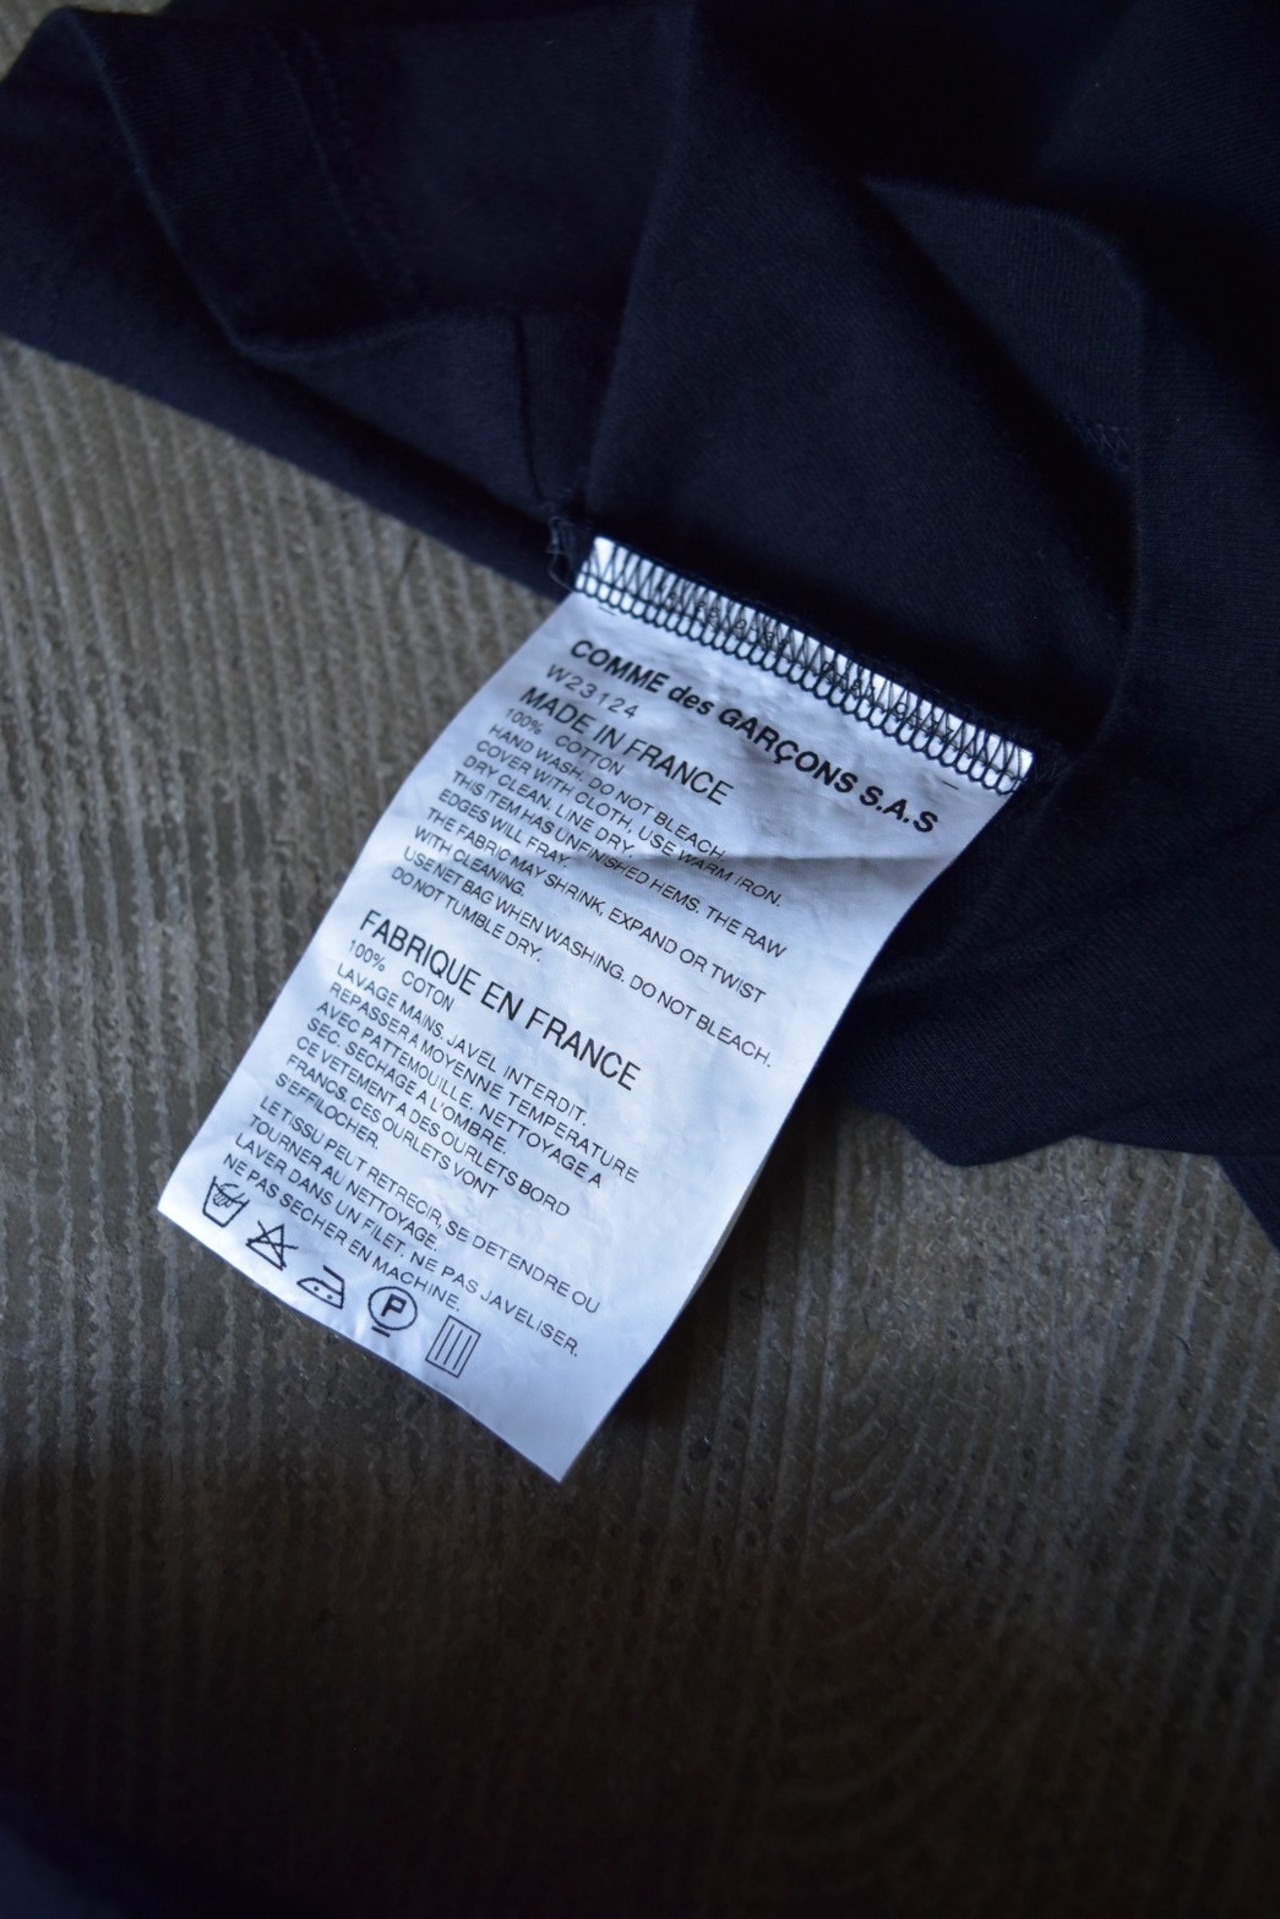 COMME des GARÇONS S.A.S
W23124
MADE IN FRANCE
100% COTTON
HAND WASH. DO NOT BLEACH.
COVER WITH CLOTH, USE WARM IRON.
DRY CLEAN. LINE DRY.
THIS ITEM HAS UNFINISHED HEMS. THE RAW
EDGES WILL FRAY.
THE FABRIC MAY SHRINK, EXPAND OR TWIST
WITH CLEANING.
USE NET BAG WHEN WASHING. DO NOT BLEACH.
DO NOT TUMBLE DRY.
FABRIQUE EN FRANCE
100% COTON
LAVAGE MAINS. JAVEL INTERDIT.
REPASSER A MOYENNE TEMPERATURE
AVEC PATTEMOUILLE. NETTOYAGE A
SEC. SECHAGE A L'OMBRE.
CE VETEMENT A DES OURLETS BORD
FRANCS. CES OURLETS VONT
S'EFFILOCHER.
LE TISSU PEUT RETRECIR, SE DETENDRE OU
TOURNER AU NETTOYAGE.
LAVER DANS UN FILET. NE PAS JAVELISER.
NE PAS SECHER EN MACHINE.
P